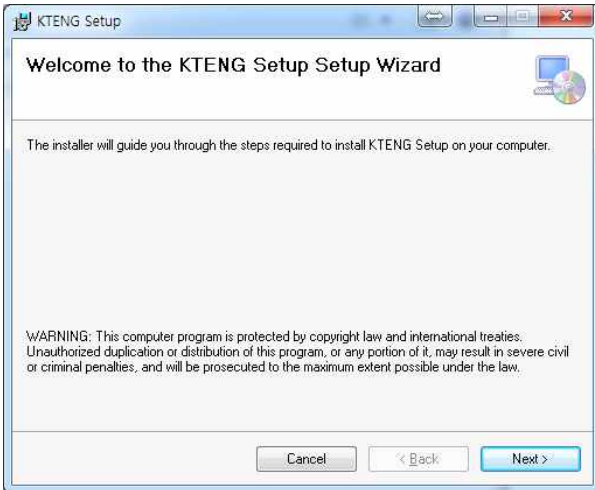 KTENG Setup
Welcome to the KTENG Setup Setup Wizard
The installer will guide you through the steps required to install KTENG Setup on your computer.
WARNING: This computer program is protected by copyright law and international treaties.
Unauthorized duplication or distribution of this program, or any portion of it, may result in severe civil
or criminal penalties, and will be prosecuted to the maximum extent possible under the law.
Cancel
< Back
Next >